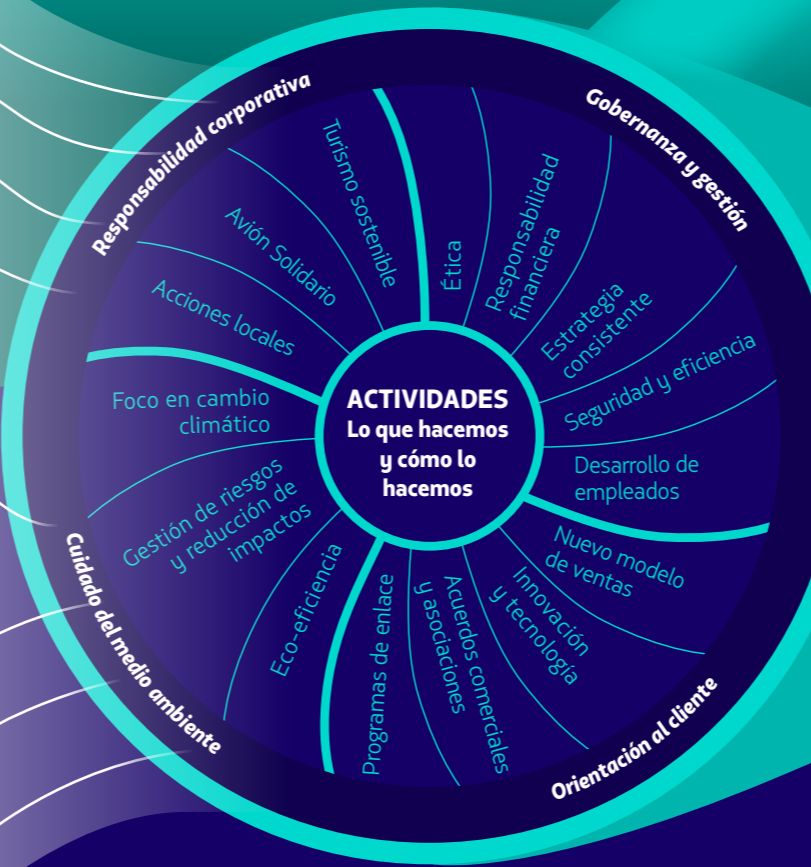 ACTIVIDADES
Lo que hacemos
y cómo lo
hacemos
Gobernanza y gestión
Ética
Responsabilidad
financiera
Estrategia
consistente
Seguridad y eficiencia
Desarrollo de
empleados
Orientación al cliente
Nuevo modelo
de ventas
Innovación
y tecnología
Acuerdos comerciales
y asociaciones
Programas de enlace
Cuidado del medio ambiente
Eco-eficiencia
Gestión de riesgos
y reducción de
impactos
Foco en cambio
climático
Responsabilidad corporativa
Acciones locales
Avión Solidario
Turismo sostenible